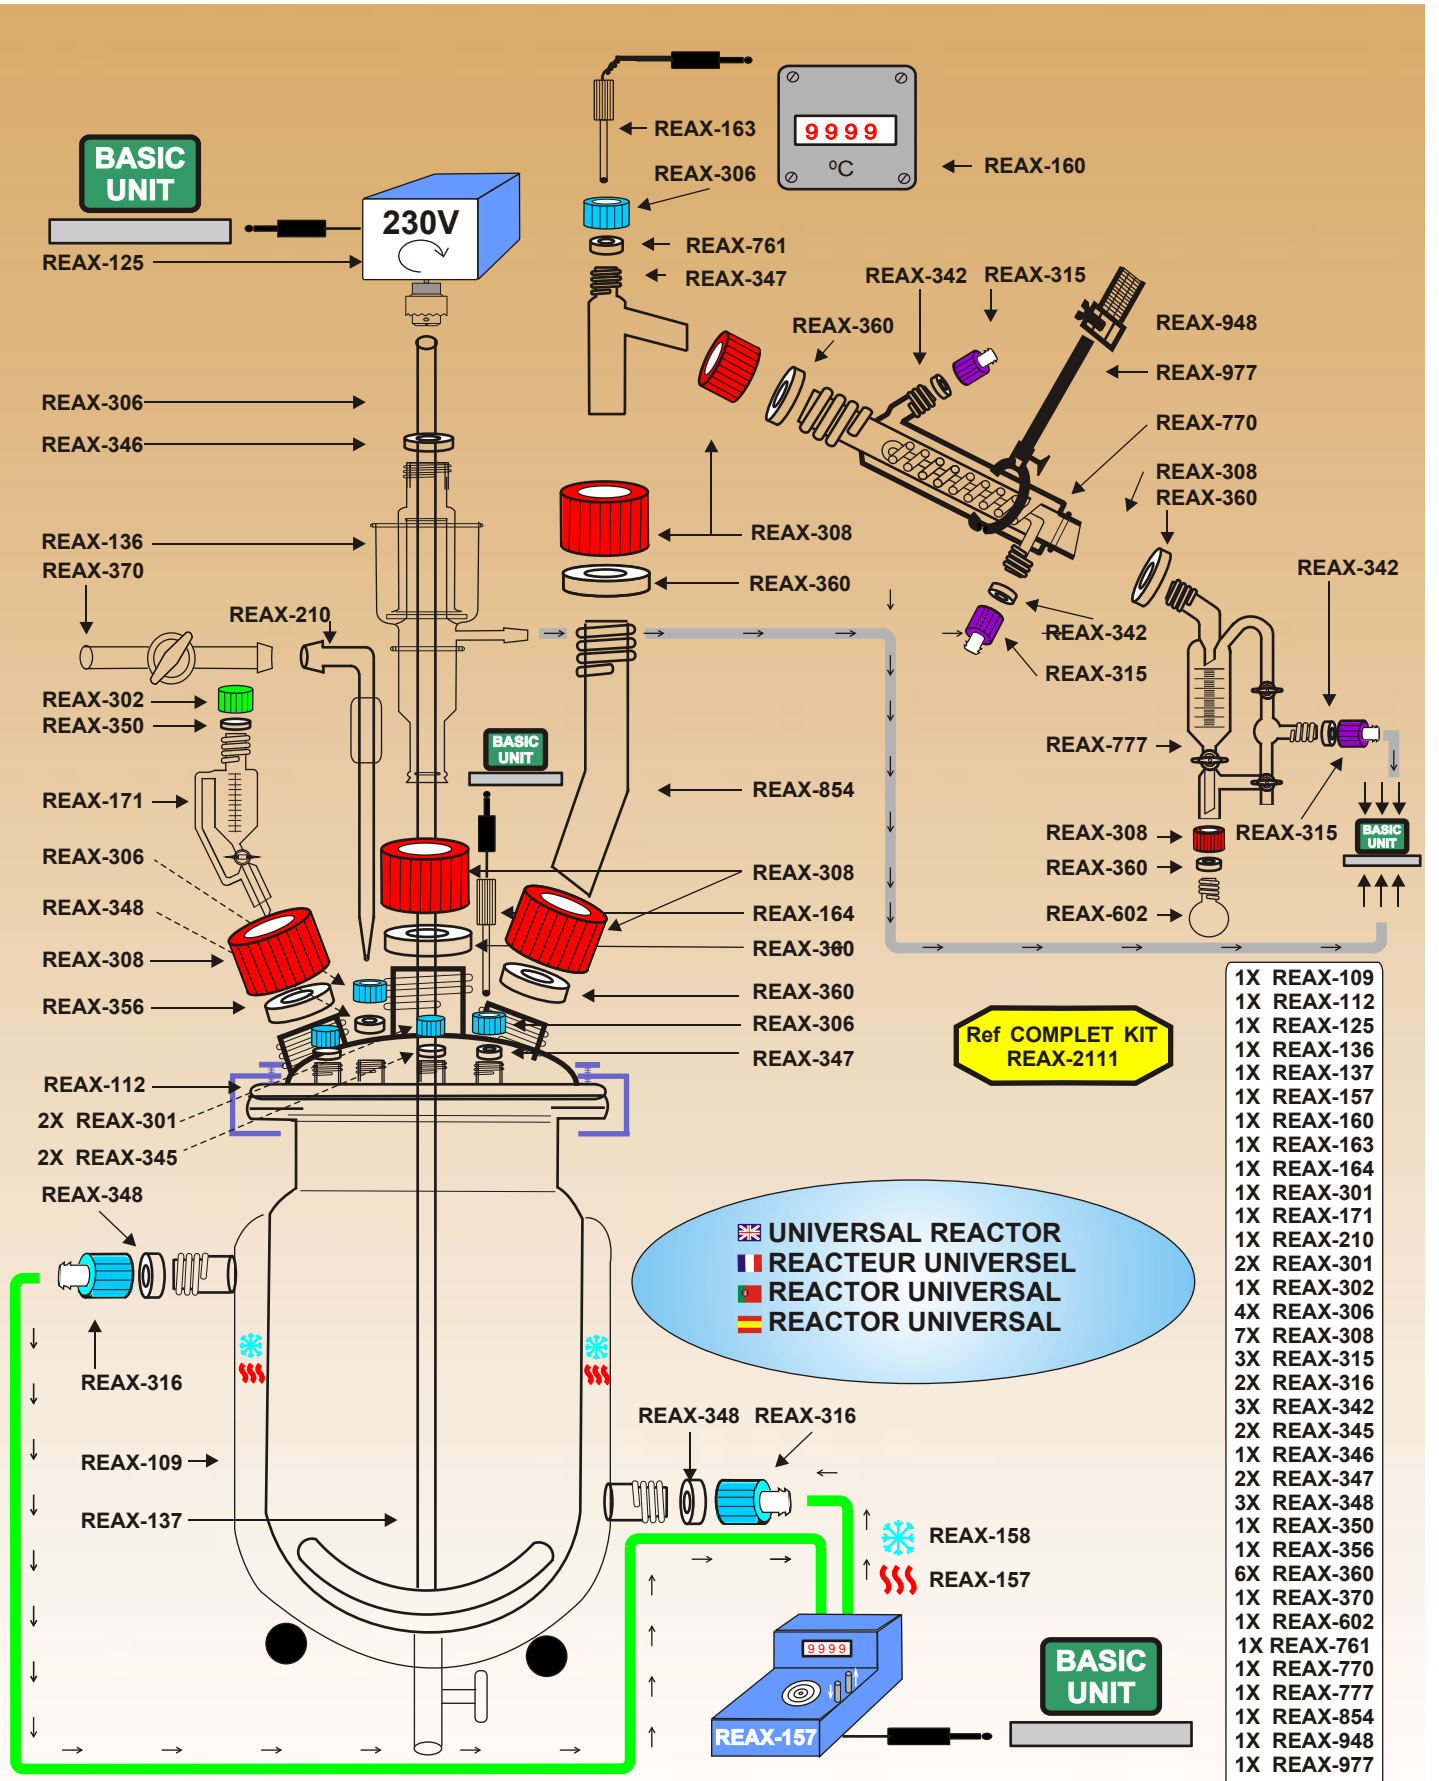 REAX-163
9999
ºC
REAX-160
BASIC
UNIT
REAX-306
230V
REAX-125
REAX-761
REAX-347
REAX-342
REAX-315
REAX-360
REAX-948
REAX-977
REAX-306
REAX-346
REAX-770
REAX-308
REAX-360
REAX-136
REAX-370
REAX-308
REAX-360
REAX-342
REAX-210
REAX-342
REAX-315
REAX-302
REAX-350
BASIC
UNIT
REAX-777
REAX-171
REAX-854
REAX-308
REAX-315
BASIC
UNIT
REAX-306
REAX-308
REAX-360
REAX-348
REAX-164
REAX-602
REAX-308
REAX-360
REAX-356
REAX-360
REAX-306
REAX-347
REAX-112
2X REAX-301
2X REAX-345
REAX-348
Ref COMPLET KIT
REAX-2111
UNIVERSAL REACTOR
REACTEUR UNIVERSEL
REACTOR UNIVERSAL
REACTOR UNIVERSAL
REAX-316
REAX-348 REAX-316
REAX-109
REAX-137
REAX-158
REAX-157
9999
REAX-157
BASIC
UNIT
1X REAX-109
1X REAX-112
1X REAX-125
1X REAX-136
1X REAX-137
1X REAX-157
1X REAX-160
1X REAX-163
1X REAX-164
1X REAX-301
1X REAX-171
1X REAX-210
2X REAX-301
1X REAX-302
4X REAX-306
7X REAX-308
3X REAX-315
2X REAX-316
3X REAX-342
2X REAX-345
1X REAX-346
2X REAX-347
3X REAX-348
1X REAX-350
1X REAX-356
6X REAX-360
1X REAX-370
1X REAX-602
1X REAX-761
1X REAX-770
1X REAX-777
1X REAX-854
1X REAX-948
1X REAX-977